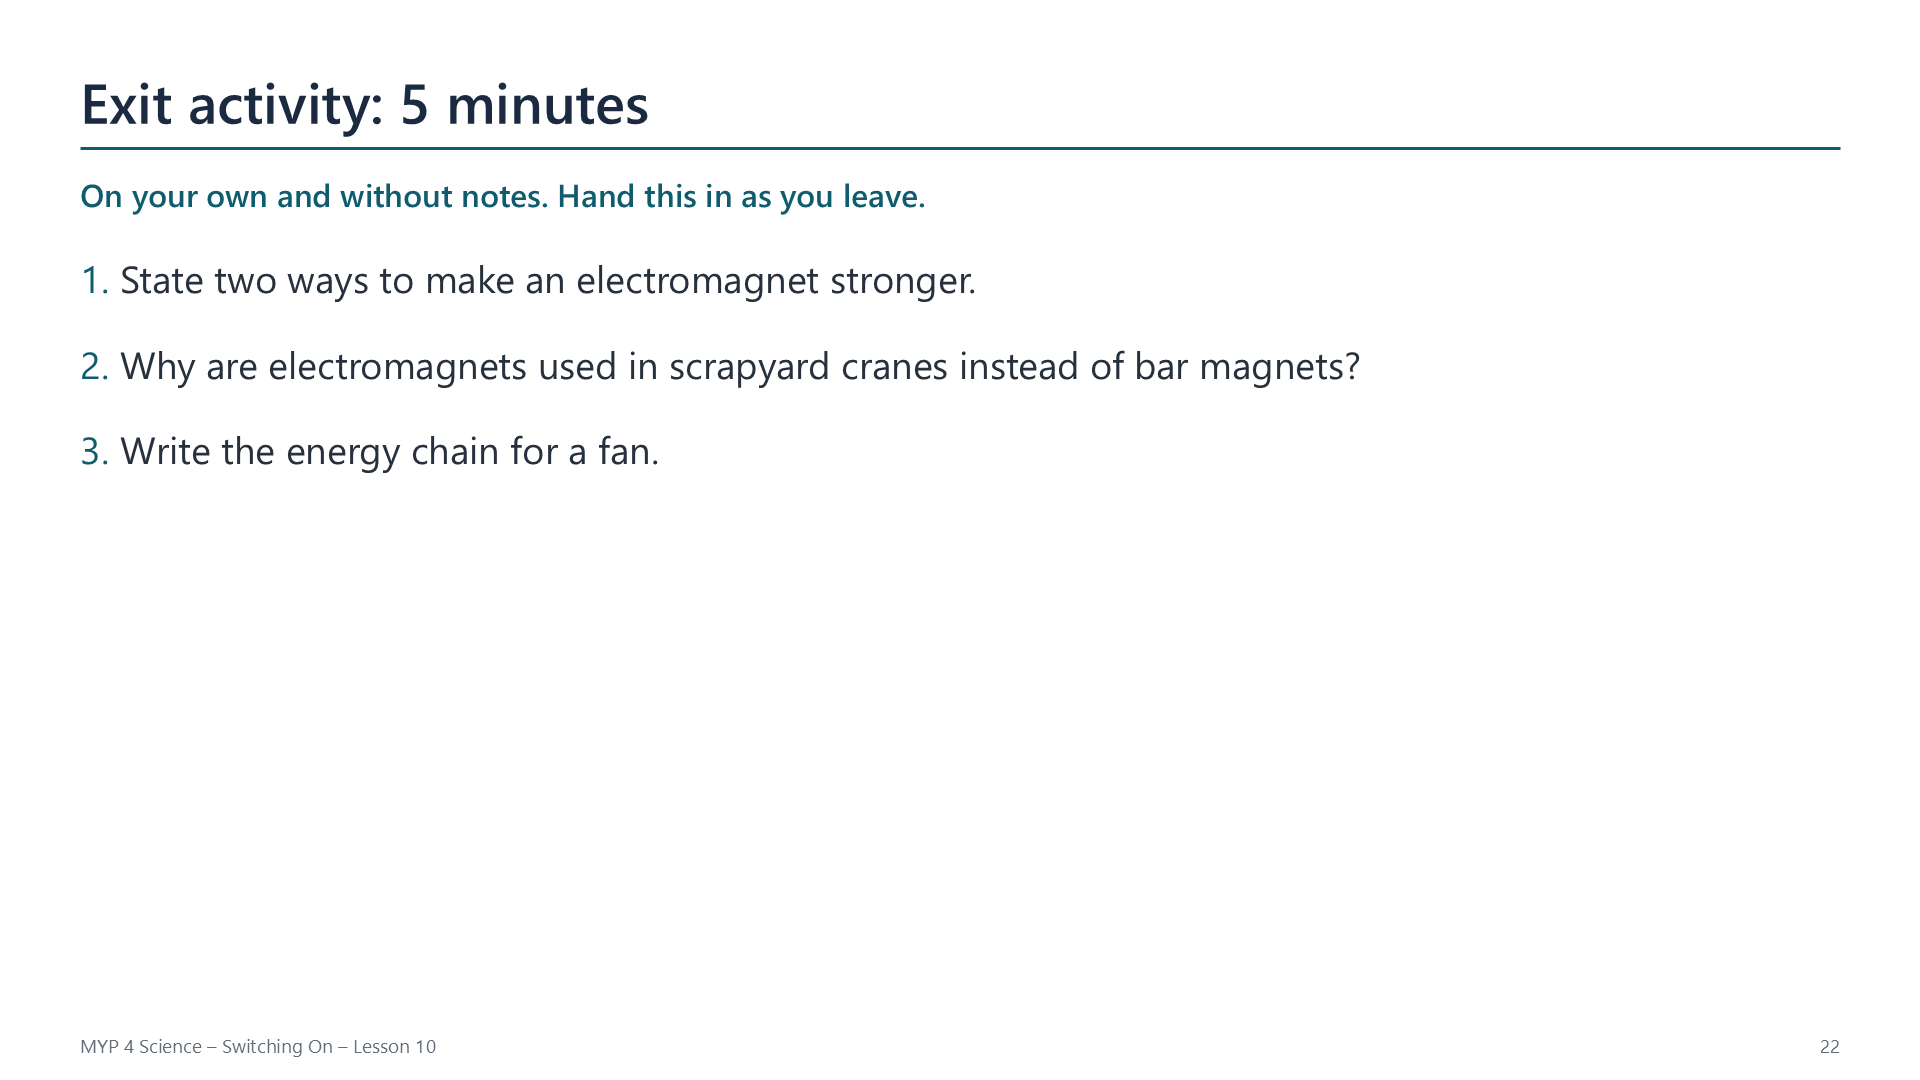 Exit activity: 5 minutes
On your own and without notes. Hand this in as you leave.
1. State two ways to make an electromagnet stronger.
2. Why are electromagnets used in scrapyard cranes instead of bar magnets?
3. Write the energy chain for a fan.
MYP 4 Science – Switching On – Lesson 10
22